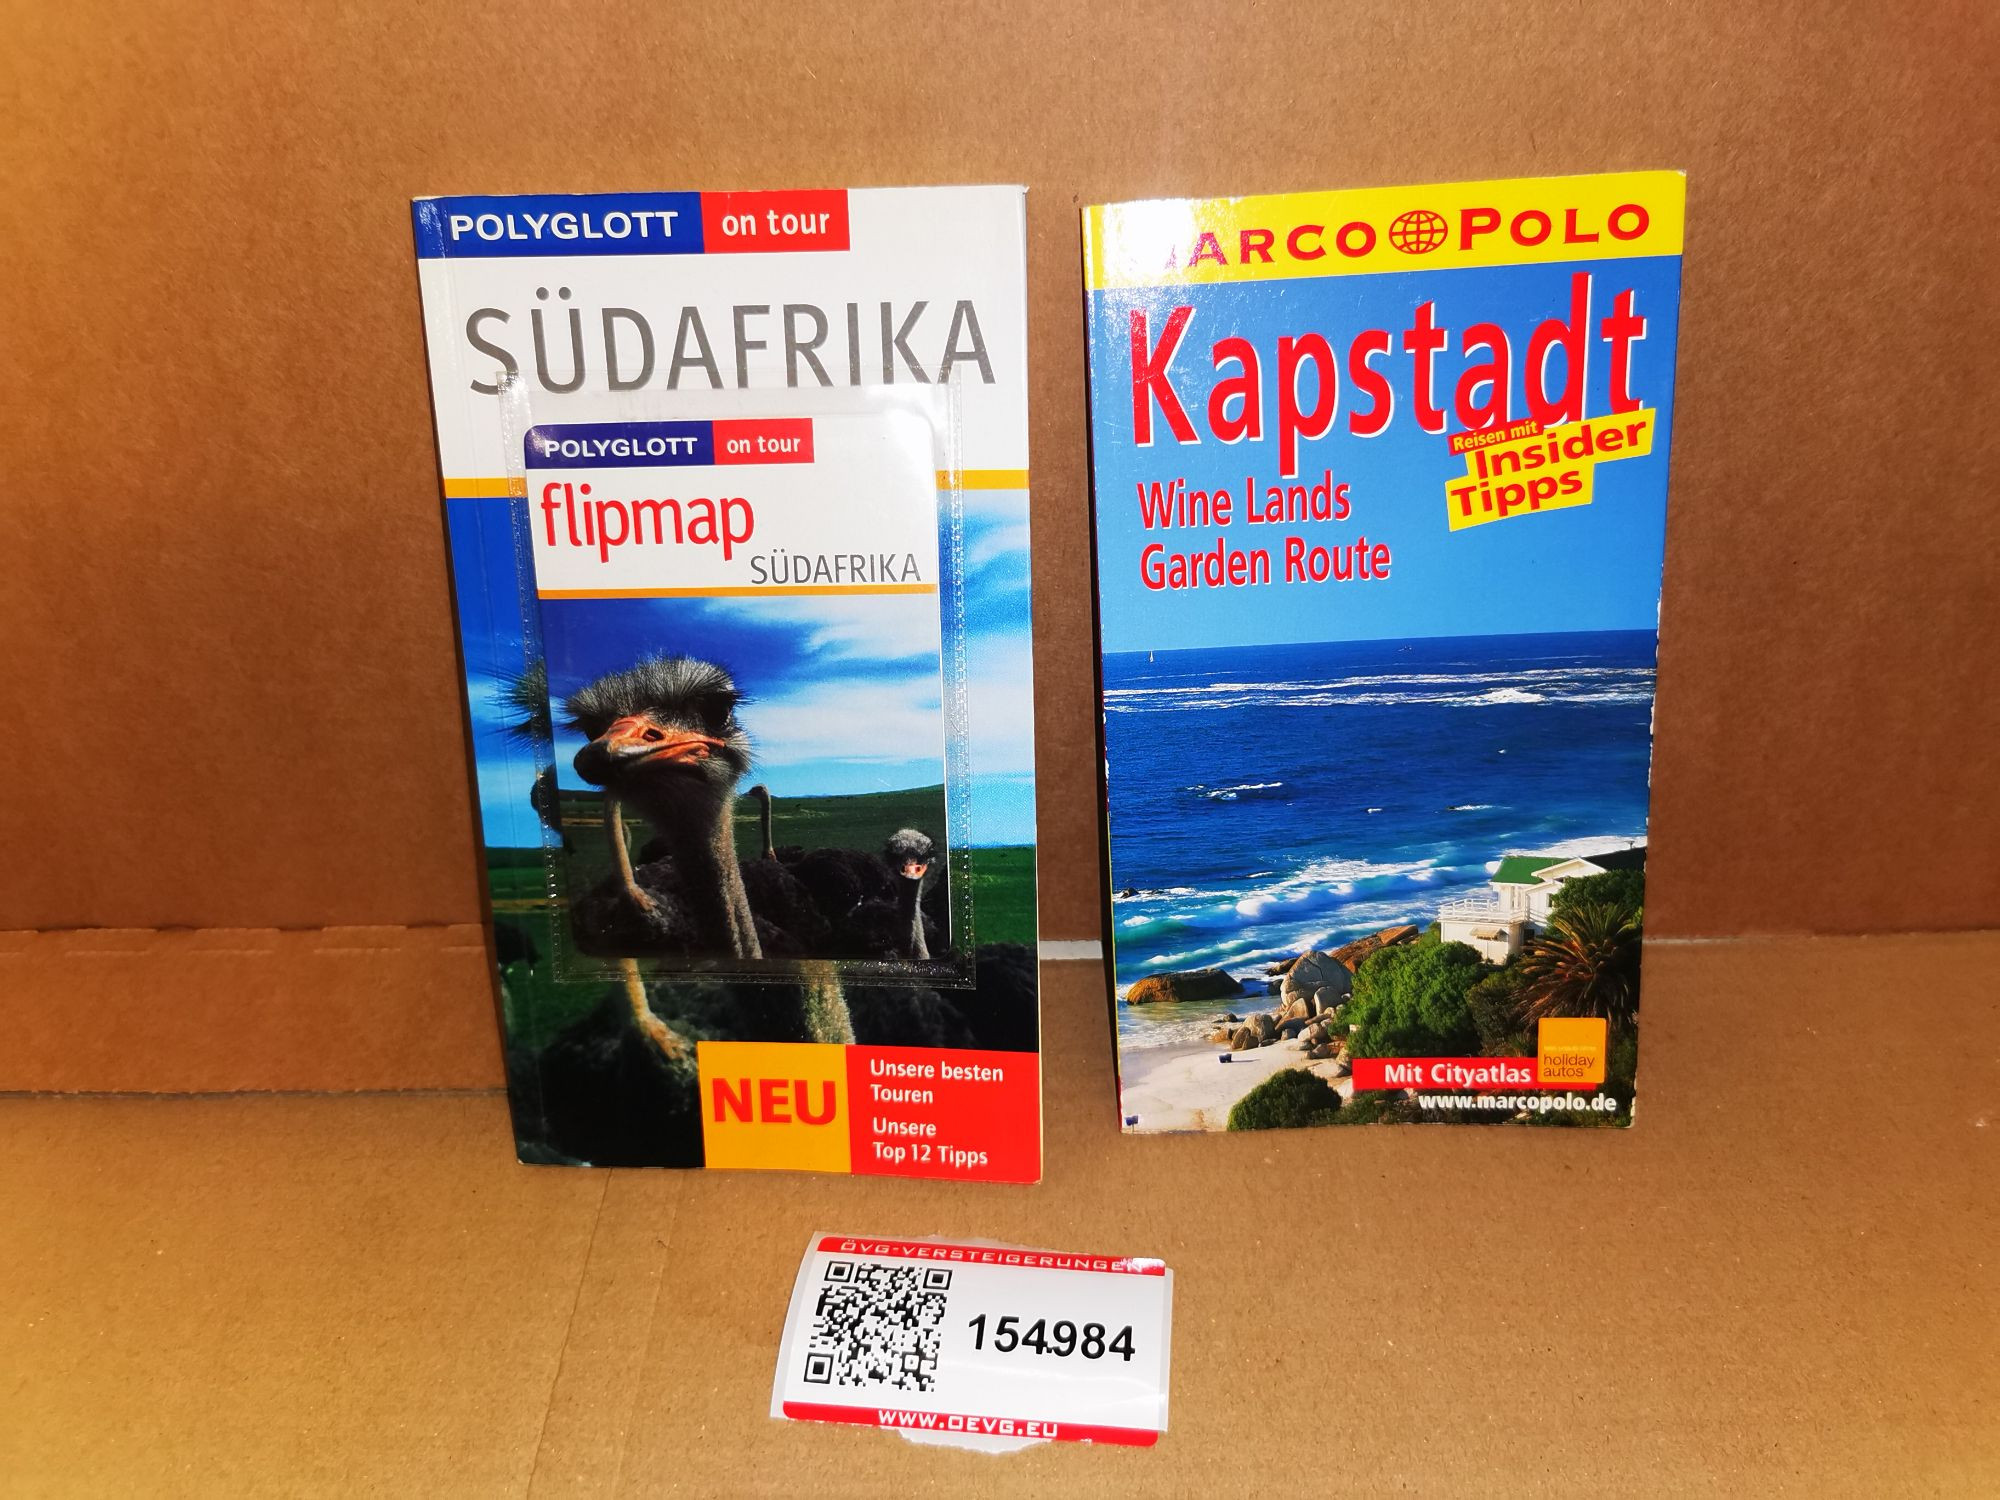 POLYGLOTT on tour
SÜDAFRIKA
POLYGLOTT on tour
flipmap
SÜDAFRIKA
NEU
Unsere besten
Touren
Unsere
Top 12 Tipps
MARCO POLO
Kapstadt
Reisen mit
Insider
Tipps
Wine Lands
Garden Route
holiday
autos
Mit Cityatlas
www.marcopolo.de
ÖVG-VERSTEIGERUNGEN
154.984
WWW.OEVG.EU